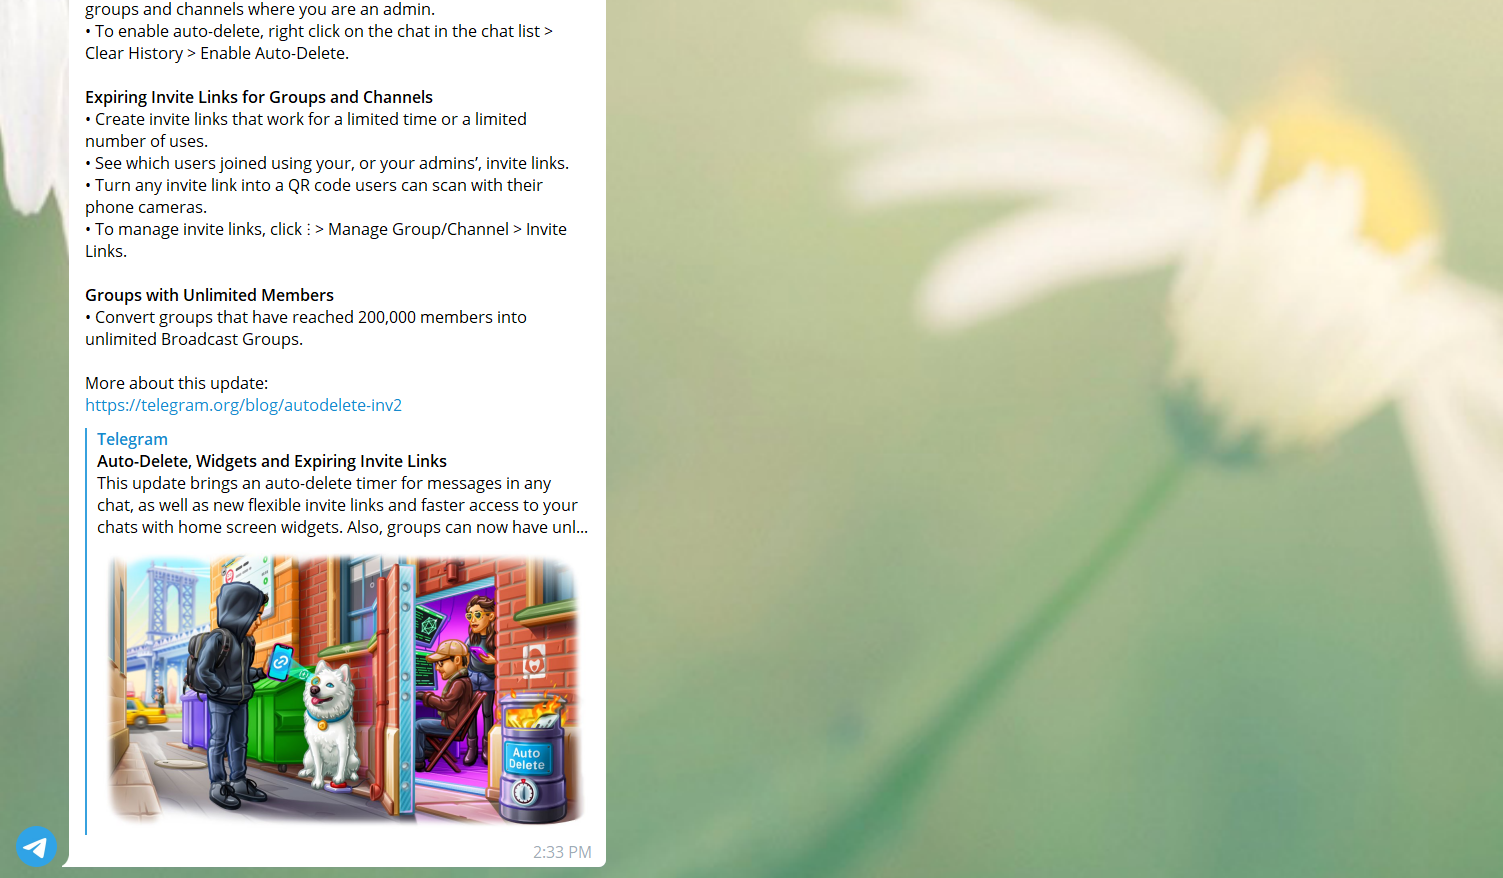 groups and channels where you are an admin.
• To enable auto-delete, right click on the chat in the chat list >
Clear History > Enable Auto-Delete.
Expiring Invite Links for Groups and Channels
• Create invite links that work for a limited time or a limited
number of uses.
• See which users joined using your, or your admins’, invite links.
• Turn any invite link into a QR code users can scan with their
phone cameras.
• To manage invite links, click ⋮ > Manage Group/Channel > Invite
Links.
Groups with Unlimited Members
• Convert groups that have reached 200,000 members into
unlimited Broadcast Groups.
More about this update:
https://telegram.org/blog/autodelete-inv2
Telegram
Auto-Delete, Widgets and Expiring Invite Links
This update brings an auto-delete timer for messages in any
chat, as well as new flexible invite links and faster access to your
chats with home screen widgets. Also, groups can now have unl...
Auto
Delete
2:33 PM